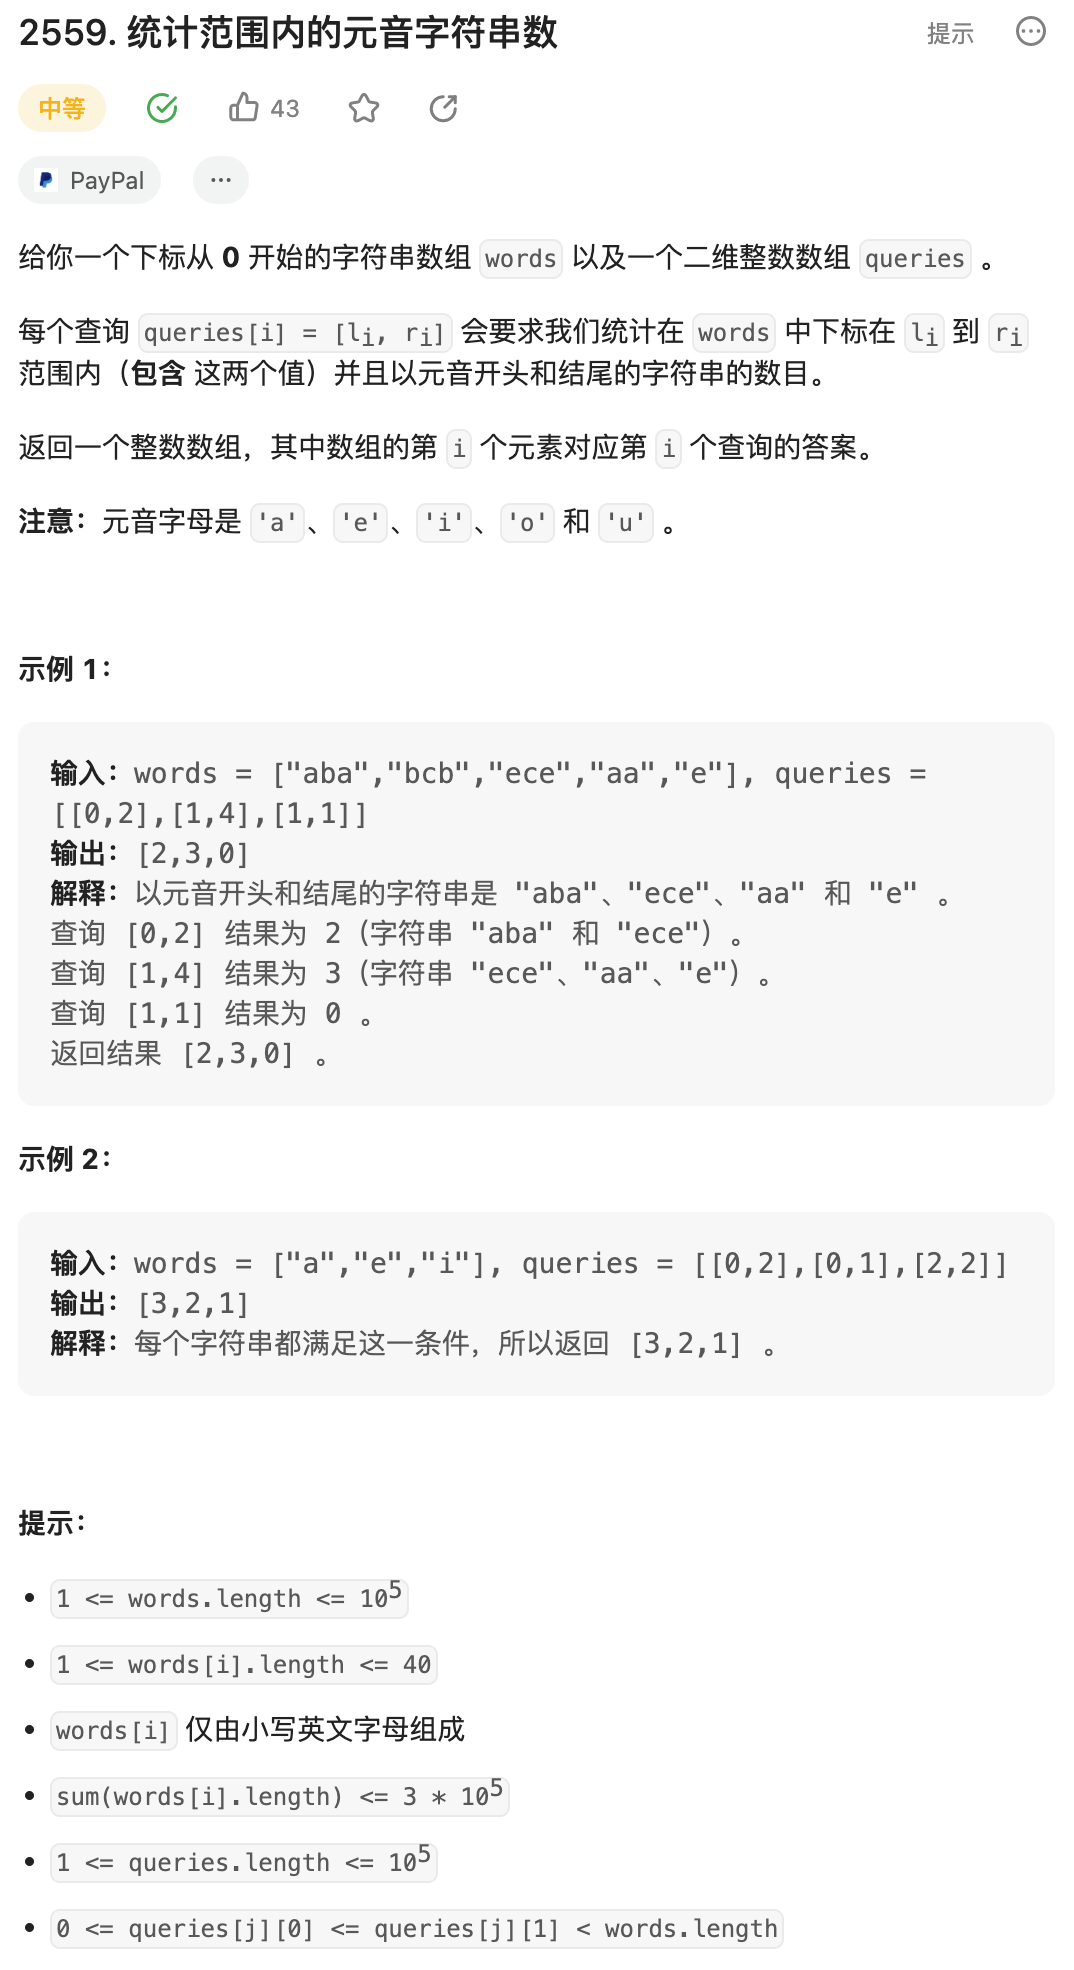 2559. 统计范围内的元音字符串数
提示
中等
43
PayPal
给你一个下标从 0 开始的字符串数组 words 以及一个二维整数数组 queries 。
每个查询 queries[i] = [li, ri] 会要求我们统计在 words 中下标在 li 到 ri
范围内（包含 这两个值）并且以元音开头和结尾的字符串的数目。
返回一个整数数组，其中数组的第 i 个元素对应第 i 个查询的答案。
注意：元音字母是 'a'、'e'、'i'、'o' 和 'u' 。
示例 1：
输入：words = ["aba","bcb","ece","aa","e"], queries =
[[0,2],[1,4],[1,1]]
输出：[2,3,0]
解释：以元音开头和结尾的字符串是 "aba"、"ece"、"aa" 和 "e" 。
查询 [0,2] 结果为 2（字符串 "aba" 和 "ece"）。
查询 [1,4] 结果为 3（字符串 "ece"、"aa"、"e"）。
查询 [1,1] 结果为 0 。
返回结果 [2,3,0] 。
示例 2：
输入：words = ["a","e","i"], queries = [[0,2],[0,1],[2,2]]
输出：[3,2,1]
解释：每个字符串都满足这一条件，所以返回 [3,2,1] 。
提示：
• 1 <= words.length <= 10⁵
• 1 <= words[i].length <= 40
• words[i] 仅由小写英文字母组成
• sum(words[i].length) <= 3 * 10⁵
• 1 <= queries.length <= 10⁵
• 0 <= queries[j][0] <= queries[j][1] < words.length